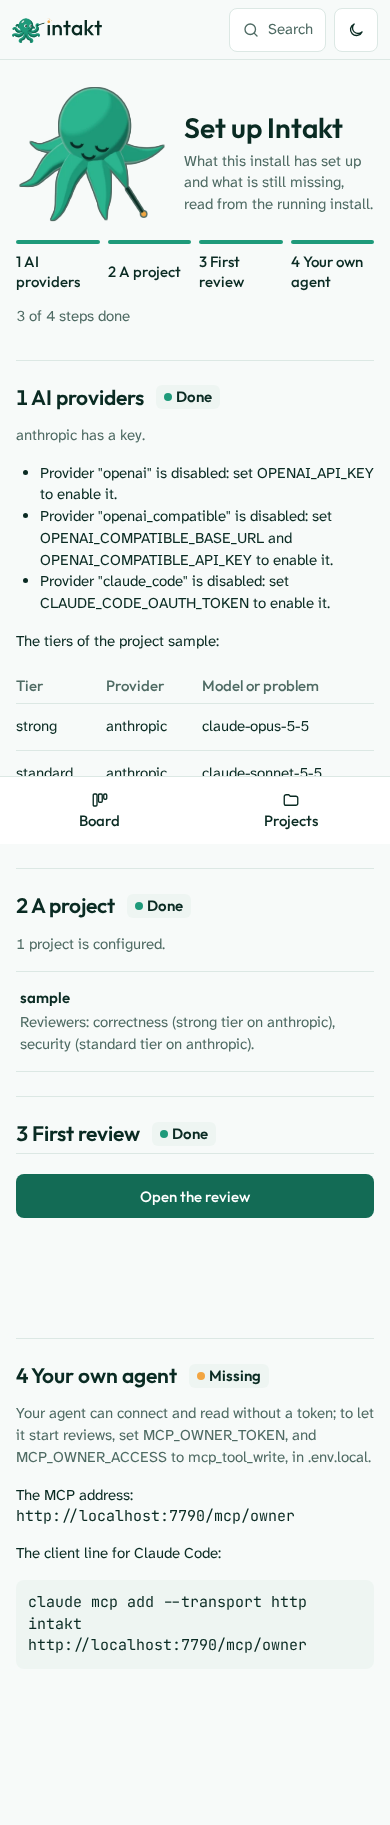 intakt
Search
Set up Intakt
What this install has set up
and what is still missing,
read from the running install.
1 AI
providers
2 A project
3 First
review
4 Your own
agent
3 of 4 steps done
1 AI providers
Done
anthropic has a key.
Provider "openai" is disabled: set OPENAI_API_KEY
to enable it.
Provider "openai_compatible" is disabled: set
OPENAI_COMPATIBLE_BASE_URL and
OPENAI_COMPATIBLE_API_KEY to enable it.
Provider "claude_code" is disabled: set
CLAUDE_CODE_OAUTH_TOKEN to enable it.
The tiers of the project sample:
Tier Provider Model or problem
strong anthropic claude-opus-5-5
standard anthropic claude-sonnet-5-5
Board
Projects
2 A project
Done
1 project is configured.
sample
Reviewers: correctness (strong tier on anthropic),
security (standard tier on anthropic).
3 First review
Done
Open the review
4 Your own agent
Missing
Your agent can connect and read without a token; to let
it start reviews, set MCP_OWNER_TOKEN, and
MCP_OWNER_ACCESS to mcp_tool_write, in .env.local.
The MCP address:
http://localhost:7790/mcp/owner
The client line for Claude Code:
claude mcp add --transport http
intakt
http://localhost:7790/mcp/owner